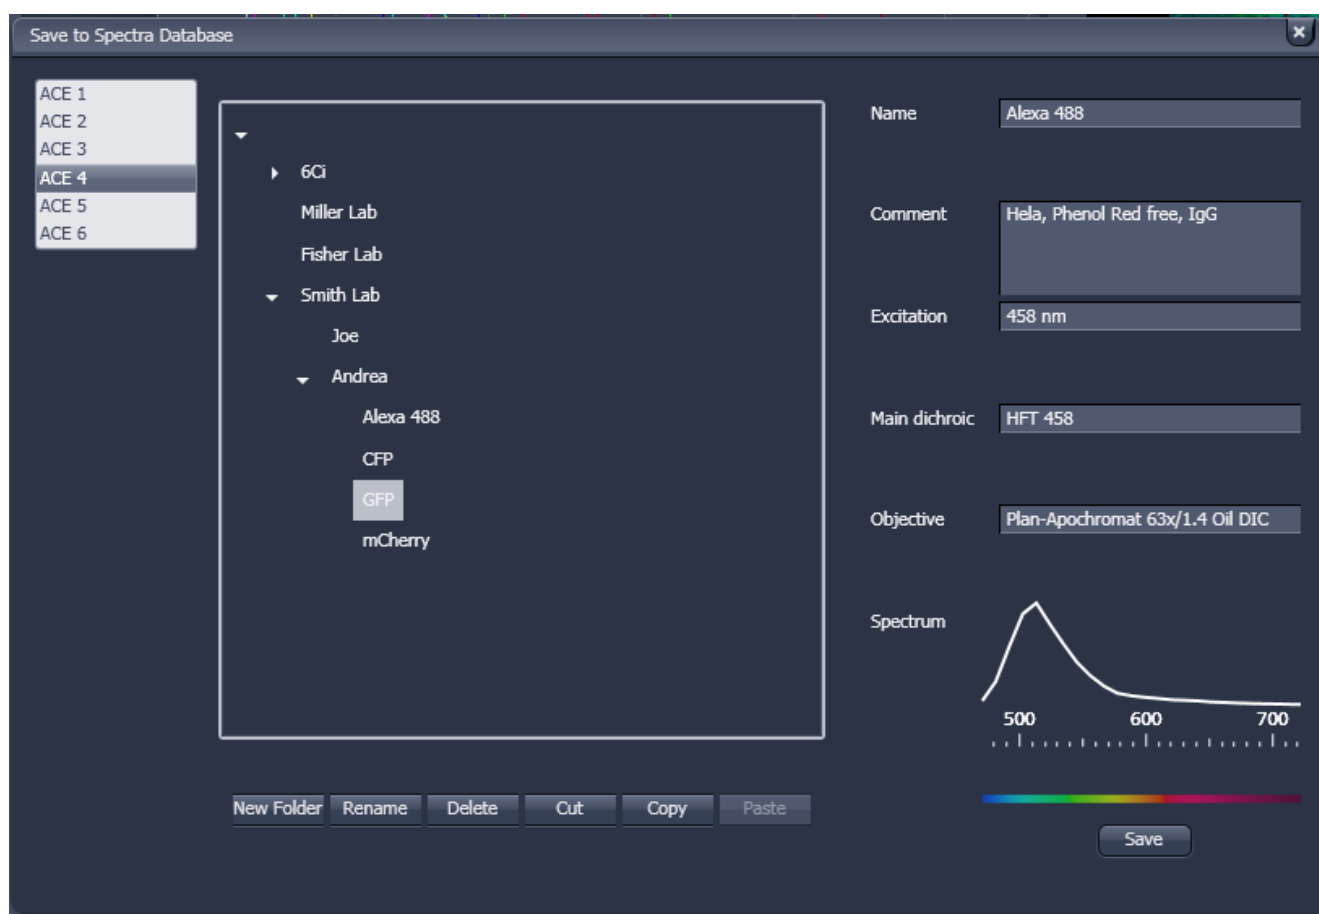 Save to Spectra Database
ACE 1
ACE 2
ACE 3
ACE 4
ACE 5
ACE 6
6Ci
Miller Lab
Fisher Lab
Smith Lab
Joe
Andrea
Alexa 488
CFP
GFP
mCherry
New Folder Rename Delete Cut Copy Paste
Name Alexa 488
Comment Hela, Phenol Red free, IgG
Excitation 458 nm
Main dichroic HFT 458
Objective Plan-Apochromat 63x/1.4 Oil DIC
Spectrum
500 600 700
Save